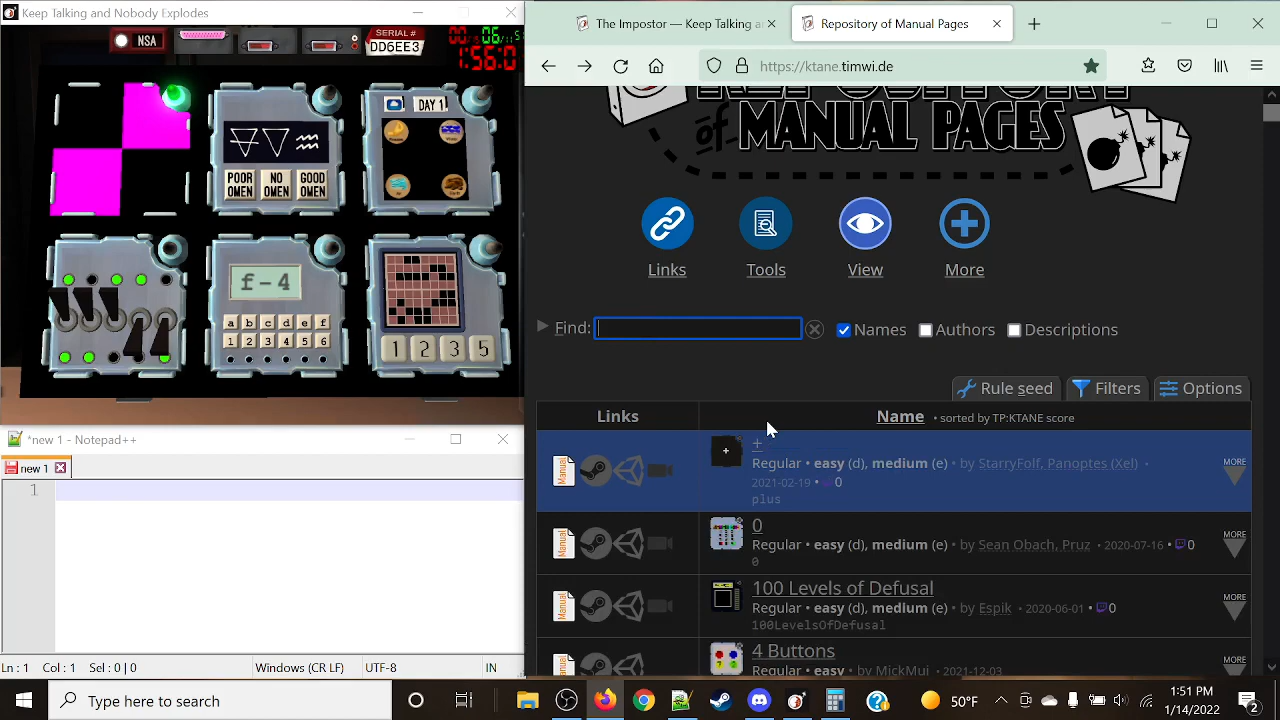 Keep Talking and Nobody Explodes
NSA
SERIAL #
DD6EE3
1:56.0
DAY 1
POOR OMEN
NO OMEN
GOOD OMEN
f-4
a b c d e f
1 2 3 4 5 6
1 2 3 5
*new 1 - Notepad++
new 1
1
Ln : 1 Col : 1 Sel : 0 | 0
Windows (CR LF)
UTF-8
IN
The Impostor — Keep Talking a
Repository of Manual Pages
https://ktane.timwi.de
REPOSITORY
of MANUAL PAGES
Links
Tools
View
More
Find:
Names
Authors
Descriptions
Rule seed
Filters
Options
Links
Name • sorted by TP:KTANE score
Manual
+
Regular • easy (d), medium (e) • by StarryFolf, Panoptes (Xel) •
2021-02-19 • 0
plus
MORE
Manual
0
Regular • easy (d), medium (e) • by Sean Obach, Pruz • 2020-07-16 • 0
0
MORE
Manual
100 Levels of Defusal
Regular • easy (d), medium (e) • by Espik • 2020-06-01 • 0
100LevelsOfDefusal
MORE
Manual
4 Buttons
Regular • easy • by MickMui • 2021-12-03
MORE
Type here to search
50°F
1:51 PM
1/14/2022
2